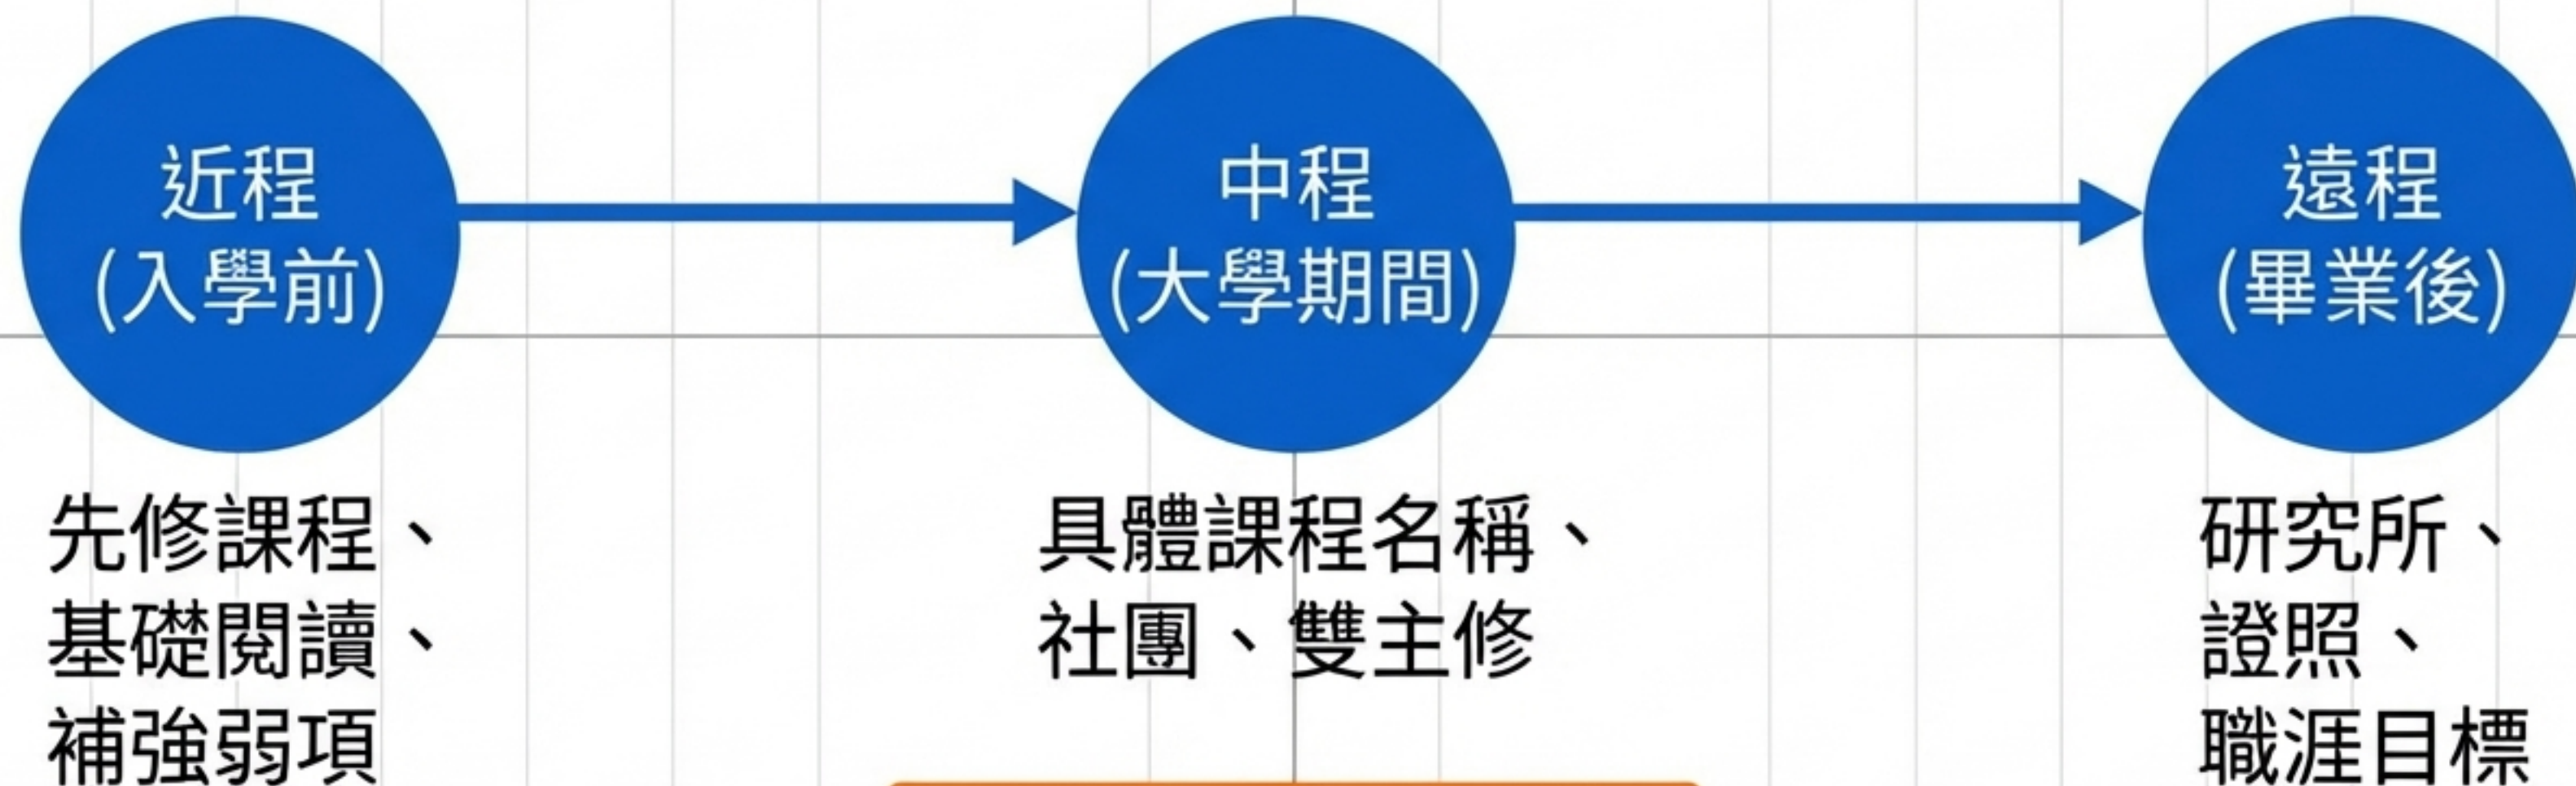 近程
(入學前)
中程
(大學期間)
遠程
(畢業後)
先修課程、
基礎閱讀、
補強弱項
具體課程名稱、
社團、雙主修
研究所、
證照、
職涯目標